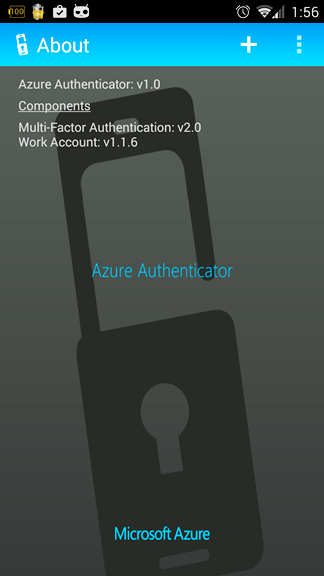 100
1:56
About
Azure Authenticator: v1.0
Components
Multi-Factor Authentication: v2.0
Work Account: v1.1.6
Azure Authenticator
Microsoft Azure